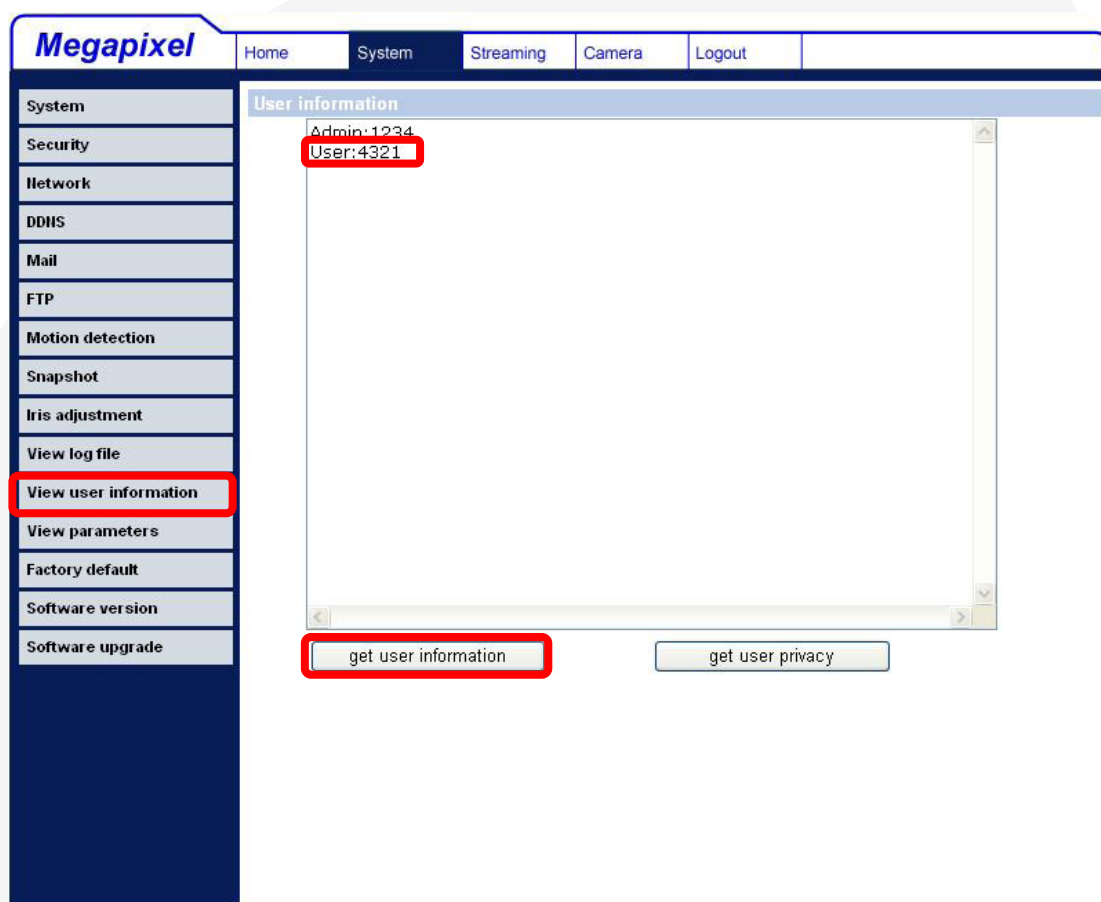 Megapixel
Home System Streaming Camera Logout
System
Security
Network
DDNS
Mail
FTP
Motion detection
Snapshot
Iris adjustment
View log file
View user information
View parameters
Factory default
Software version
Software upgrade
User information
Admin:1234
User:4321
get user information get user privacy